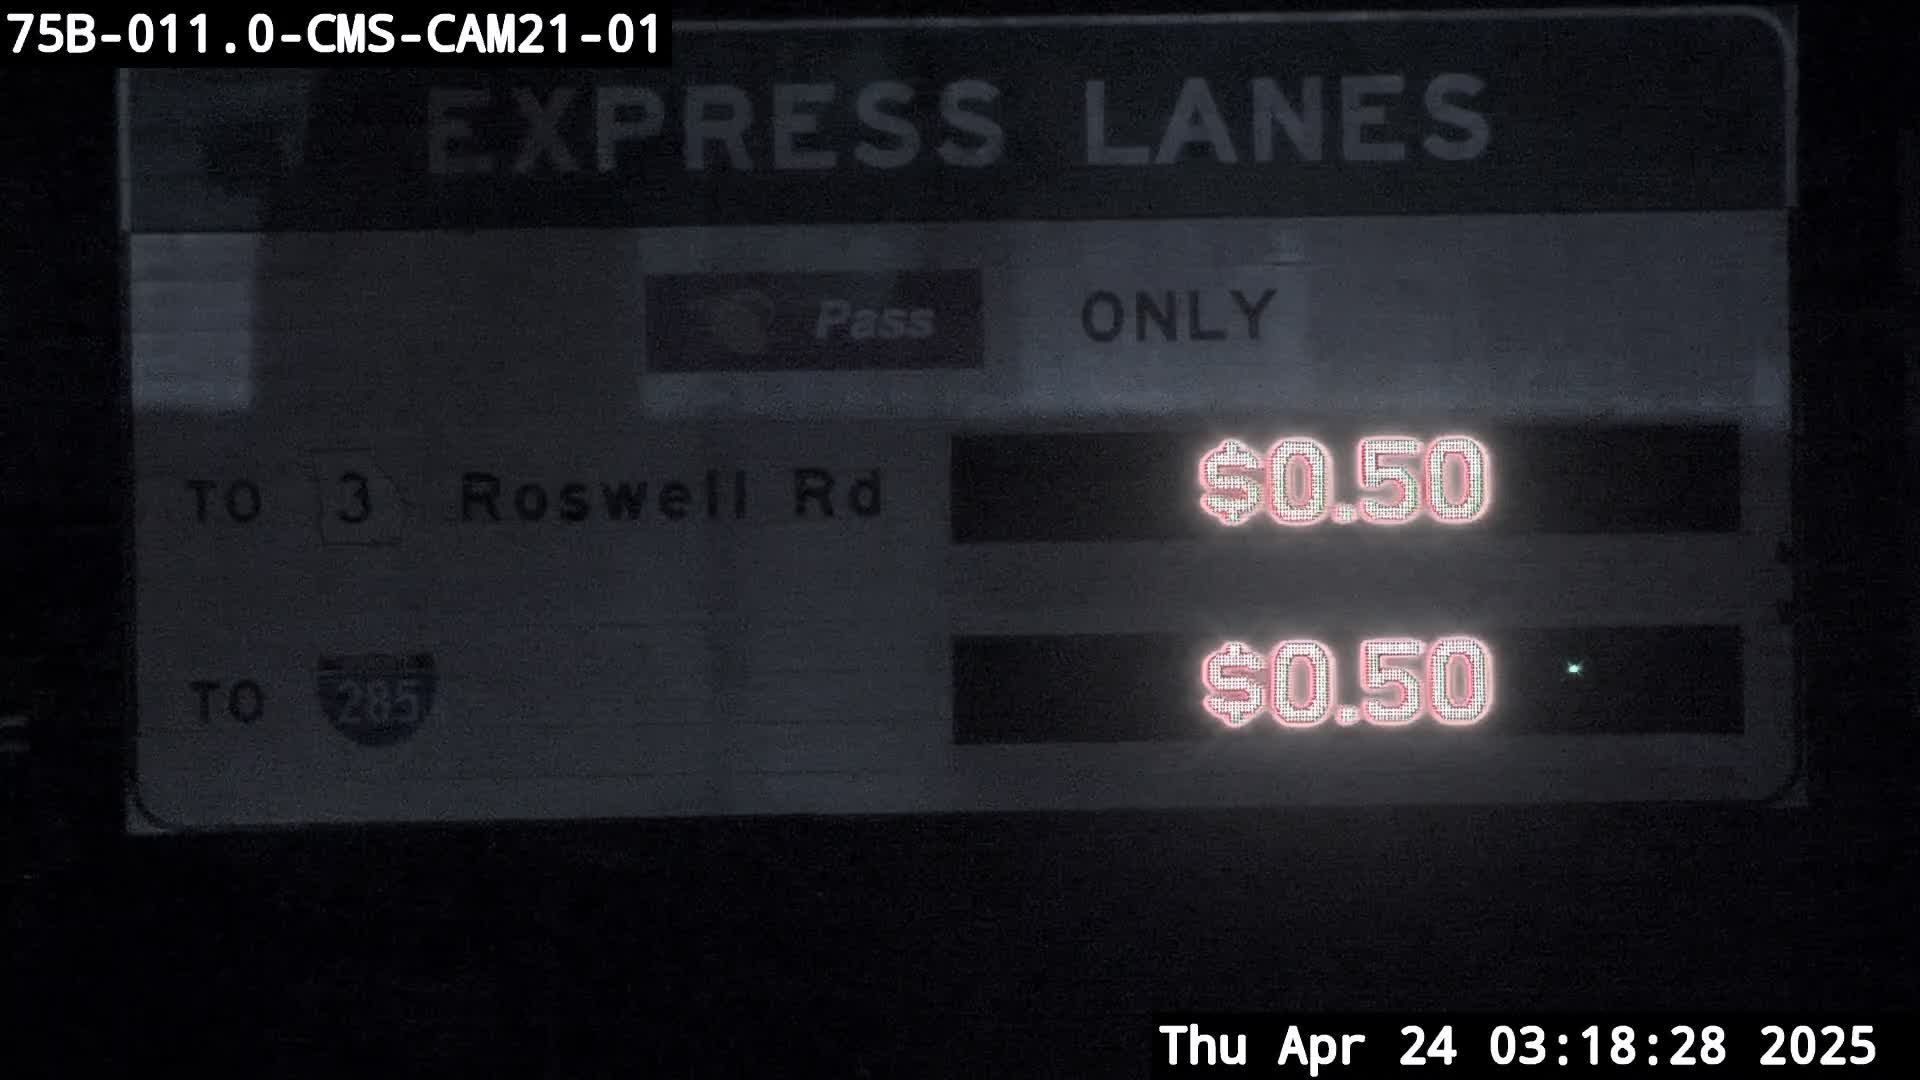 75B-011.0-CMS-CAM21-01
EXPRESS LANES
Pass ONLY
TO 3 Roswell Rd $0.50
TO 285 $0.50
Thu Apr 24 03:18:28 2025